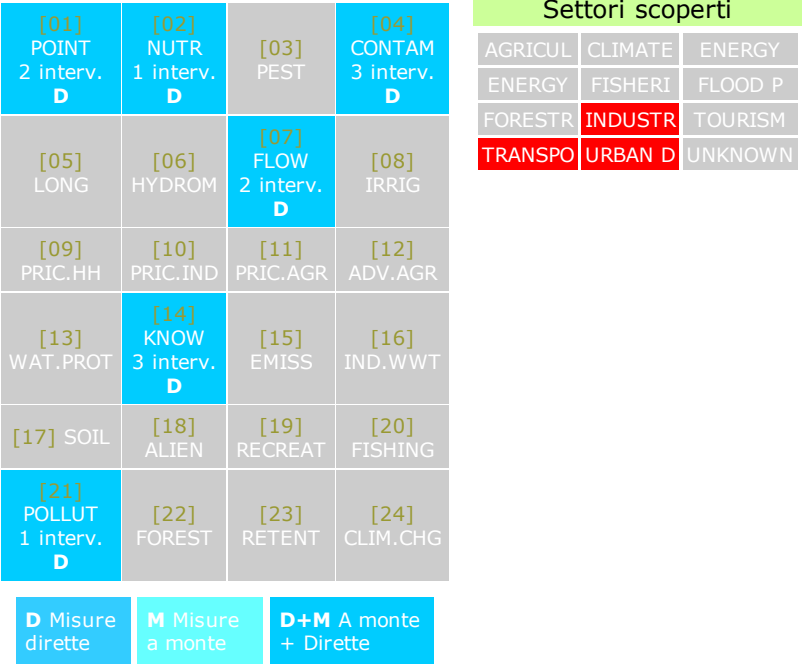 [01]
POINT
2 interv.
D
[02]
NUTR
1 interv.
D
[03]
PEST
[04]
CONTAM
3 interv.
D
[05]
LONG
[06]
HYDROM
[07]
FLOW
2 interv.
D
[08]
IRRIG
[09]
PRIC.HH
[10]
PRIC.IND
[11]
PRIC.AGR
[12]
ADV.AGR
[13]
WAT.PROT
[14]
KNOW
3 interv.
D
[15]
EMISS
[16]
IND.WWT
[17] SOIL
[18]
ALIEN
[19]
RECREAT
[20]
FISHING
[21]
POLLUT
1 interv.
D
[22]
FOREST
[23]
RETENT
[24]
CLIM.CHG
D Misure
dirette
M Misure
a monte
D+M A monte
+ Dirette
Settori scoperti
AGRICUL CLIMATE ENERGY
ENERGY FISHERI FLOOD P
FORESTR INDUSTR TOURISM
TRANSPO URBAN D UNKNOWN